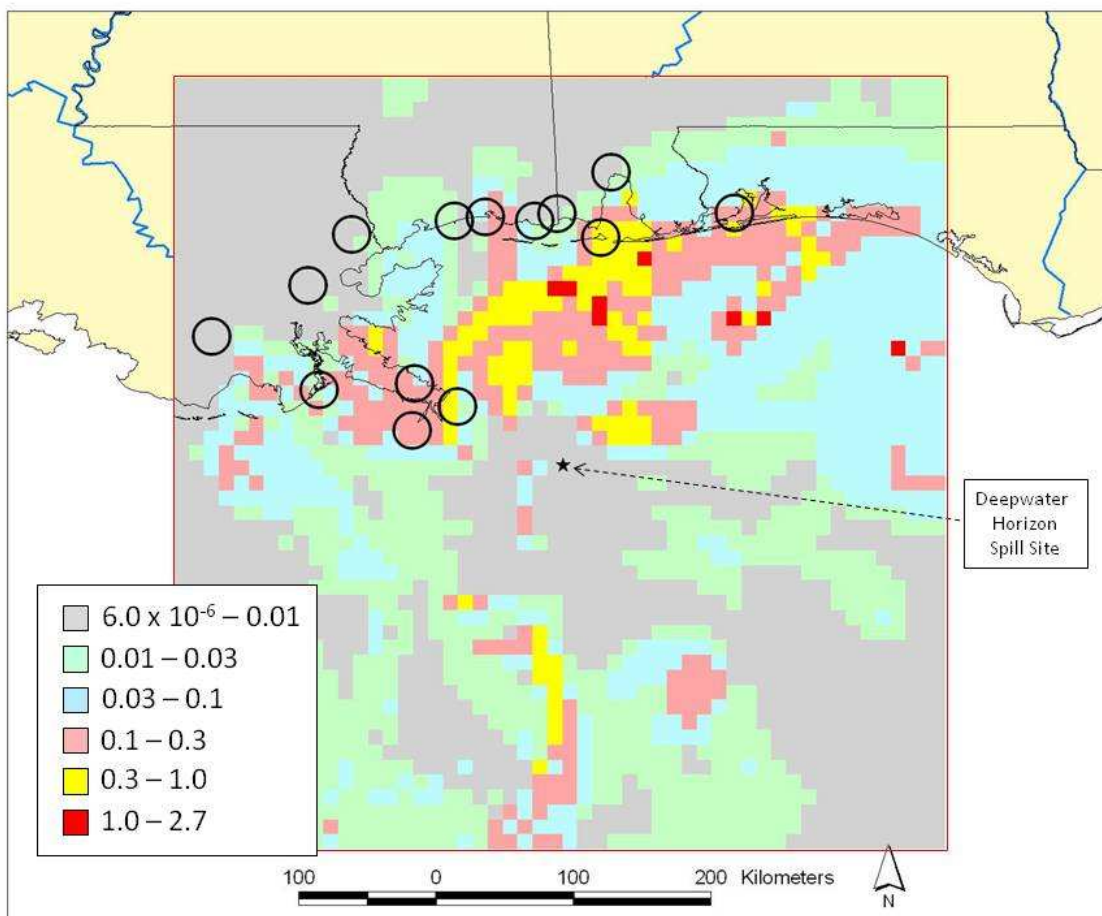 Deepwater
Horizon
Spill Site
6.0 x 10⁻⁶ – 0.01
0.01 – 0.03
0.03 – 0.1
0.1 – 0.3
0.3 – 1.0
1.0 – 2.7
100 0 100 200 Kilometers
N